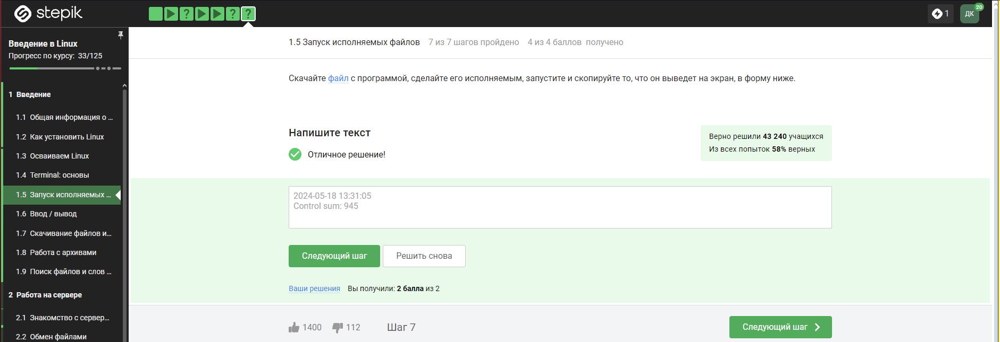 stepik
? ? ?
1
ДК
20
Введение в Linux
Прогресс по курсу: 33/125
1 Введение
1.1 Общая информация о ...
1.2 Как установить Linux
1.3 Осваиваем Linux
1.4 Terminal: основы
1.5 Запуск исполняемых ...
1.6 Ввод / вывод
1.7 Скачивание файлов и...
1.8 Работа с архивами
1.9 Поиск файлов и слов ...
2 Работа на сервере
2.1 Знакомство с сервер...
2.2 Обмен файлами
1.5 Запуск исполняемых файлов 7 из 7 шагов пройдено 4 из 4 баллов получено
Скачайте файл с программой, сделайте его исполняемым, запустите и скопируйте то, что он выведет на экран, в форму ниже.
Напишите текст
Отличное решение!
Верно решили 43 240 учащихся
Из всех попыток 58% верных
2024-05-18 13:31:05
Control sum: 945
Следующий шаг
Решить снова
Ваши решения Вы получили: 2 балла из 2
1400 112 Шаг 7
Следующий шаг